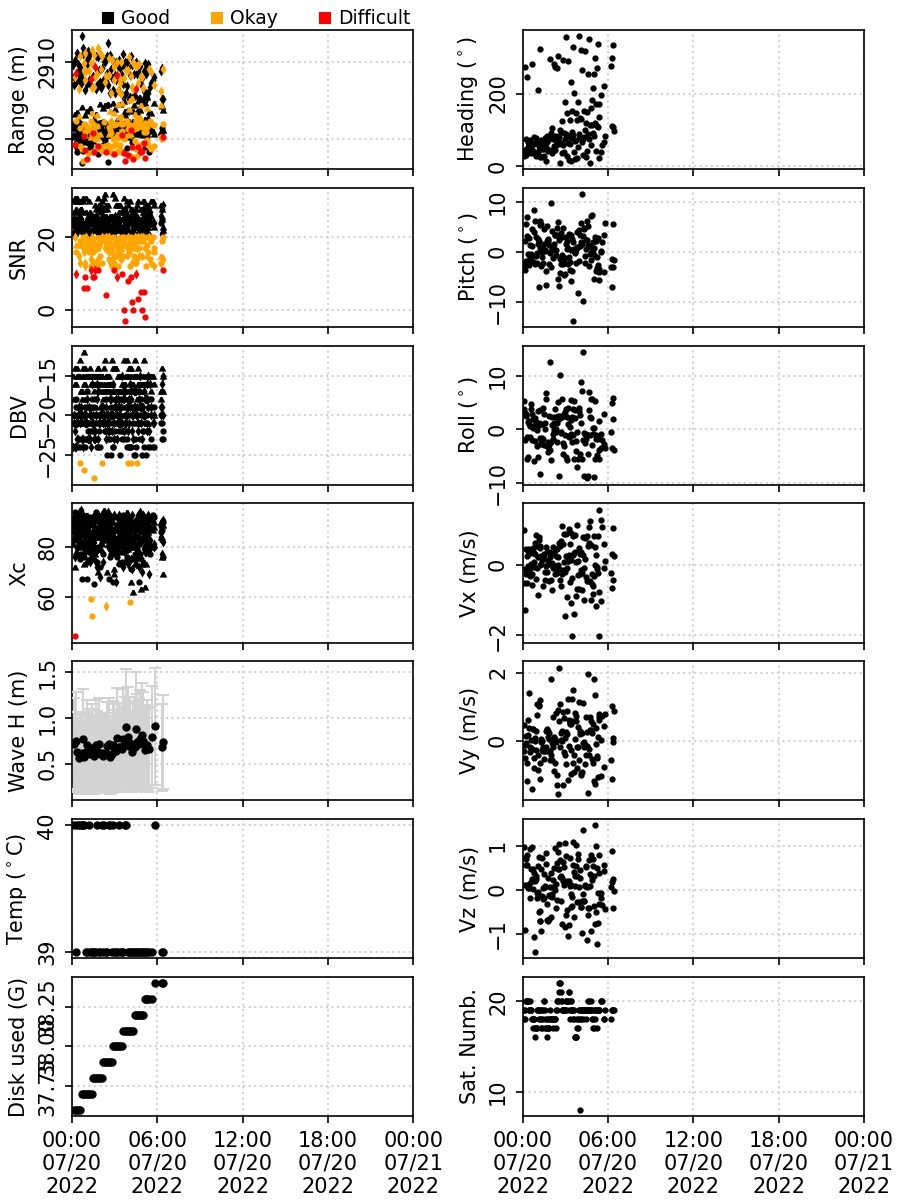 Good Okay Difficult
Range (m)
2910
2800
Heading (°)
200
0
SNR
20
0
Pitch (°)
10
0
−10
DBV
−15
−20
−25
Roll (°)
10
0
−10
Xc
80
60
Vx (m/s)
0
−2
Wave H (m)
1.5
1.0
0.5
Vy (m/s)
2
0
Temp (°C)
40
39
Vz (m/s)
1
0
−1
Disk used (G)
37.75
Sat. Numb.
20
10
00:00 06:00 12:00 18:00 00:00
07/20 07/20 07/20 07/20 07/21
2022 2022 2022 2022 2022
00:00 06:00 12:00 18:00 00:00
07/20 07/20 07/20 07/20 07/21
2022 2022 2022 2022 2022